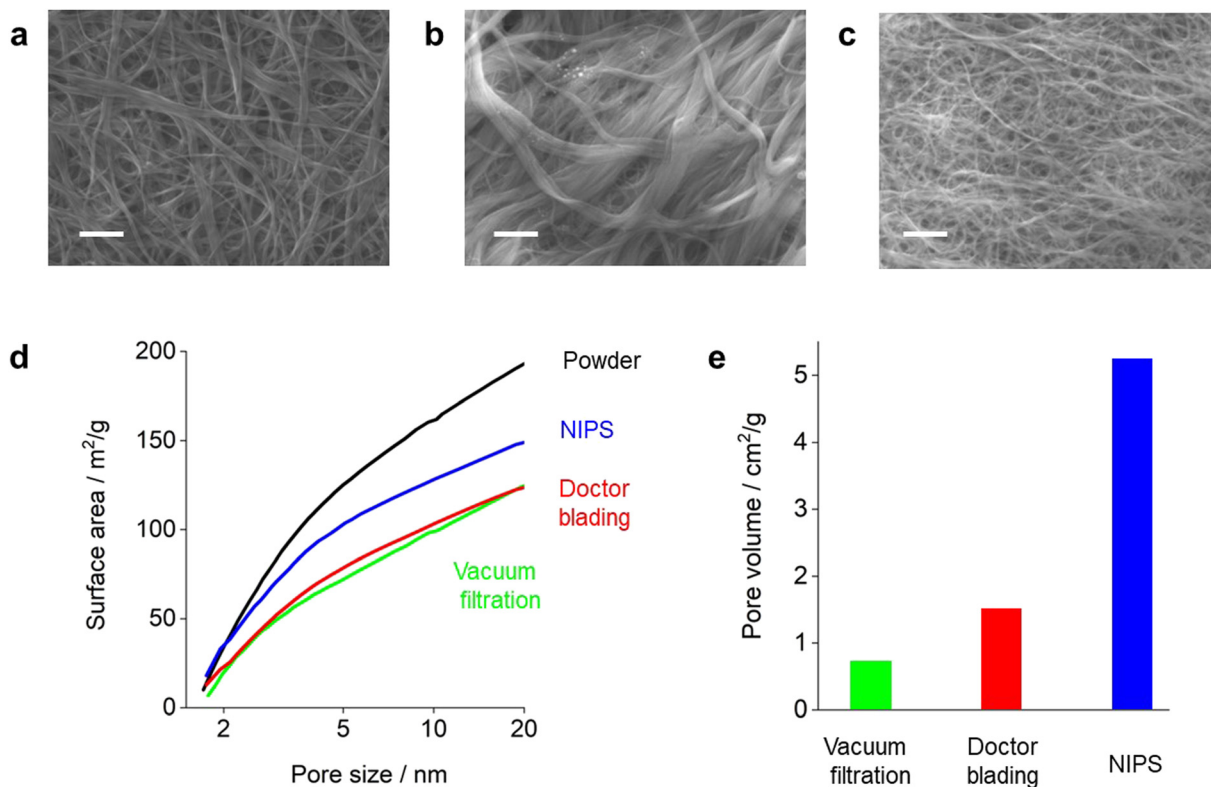 a
b
c
d
Surface area / m²/g
200
150
100
50
0
2
5
10
20
Pore size / nm
Powder
NIPS
Doctor
blading
Vacuum
filtration
e
Pore volume / cm²/g
5
4
3
2
1
0
Vacuum
filtration
Doctor
blading
NIPS